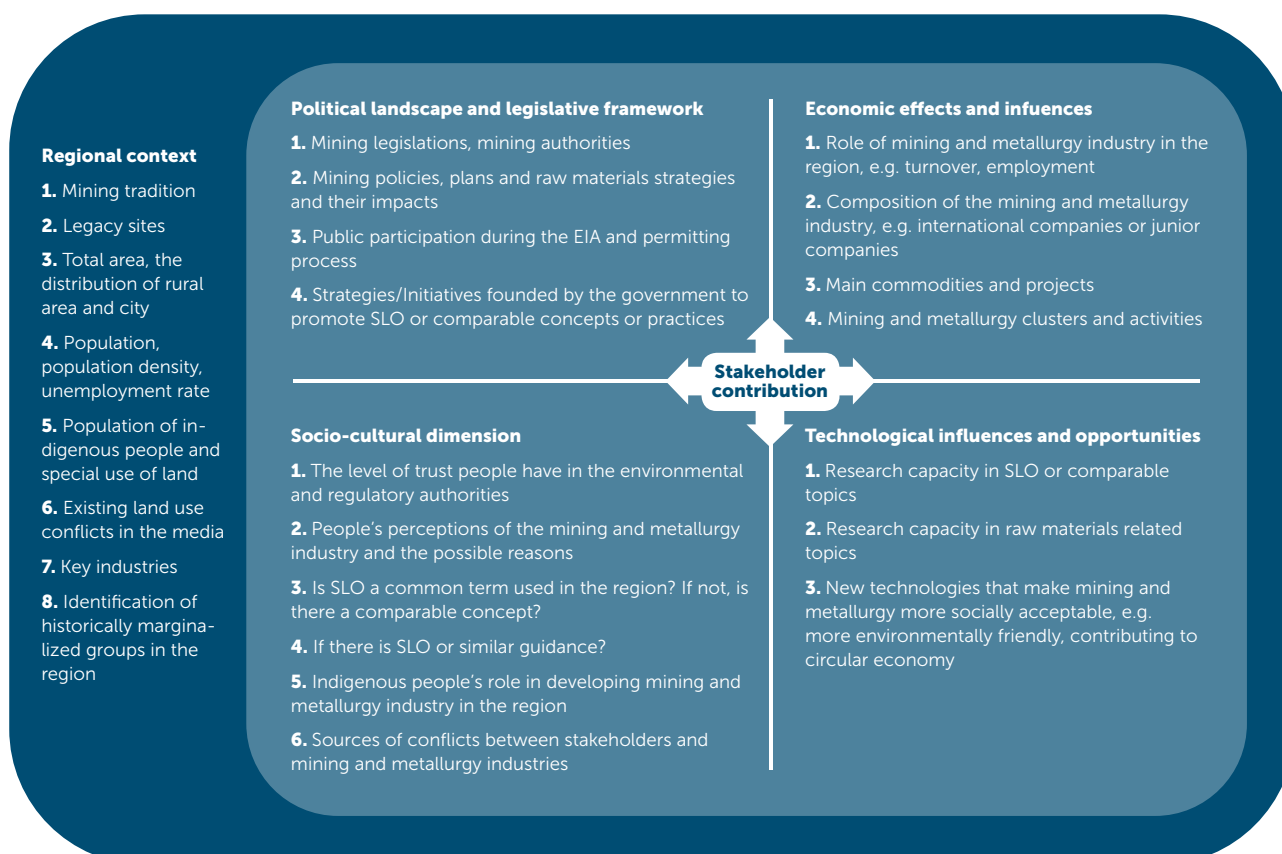 Regional context
1. Mining tradition
2. Legacy sites
3. Total area, the
distribution of rural
area and city
4. Population,
population density,
unemployment rate
5. Population of in-
digenous people and
special use of land
6. Existing land use
conflicts in the media
7. Key industries
8. Identification of
historically margina-
lized groups in the
region
Political landscape and legislative framework
1. Mining legislations, mining authorities
2. Mining policies, plans and raw materials strategies
and their impacts
3. Public participation during the EIA and permitting
process
4. Strategies/Initiatives founded by the government to
promote SLO or comparable concepts or practices
Economic effects and infuences
1. Role of mining and metallurgy industry in the
region, e.g. turnover, employment
2. Composition of the mining and metallurgy
industry, e.g. international companies or junior
companies
3. Main commodities and projects
4. Mining and metallurgy clusters and activities
Stakeholder
contribution
Socio-cultural dimension
1. The level of trust people have in the environmental
and regulatory authorities
2. People's perceptions of the mining and metallurgy
industry and the possible reasons
3. Is SLO a common term used in the region? If not, is
there a comparable concept?
4. If there is SLO or similar guidance?
5. Indigenous people's role in developing mining and
metallurgy industry in the region
6. Sources of conflicts between stakeholders and
mining and metallurgy industries
Technological influences and opportunities
1. Research capacity in SLO or comparable
topics
2. Research capacity in raw materials related
topics
3. New technologies that make mining and
metallurgy more socially acceptable, e.g.
more environmentally friendly, contributing to
circular economy